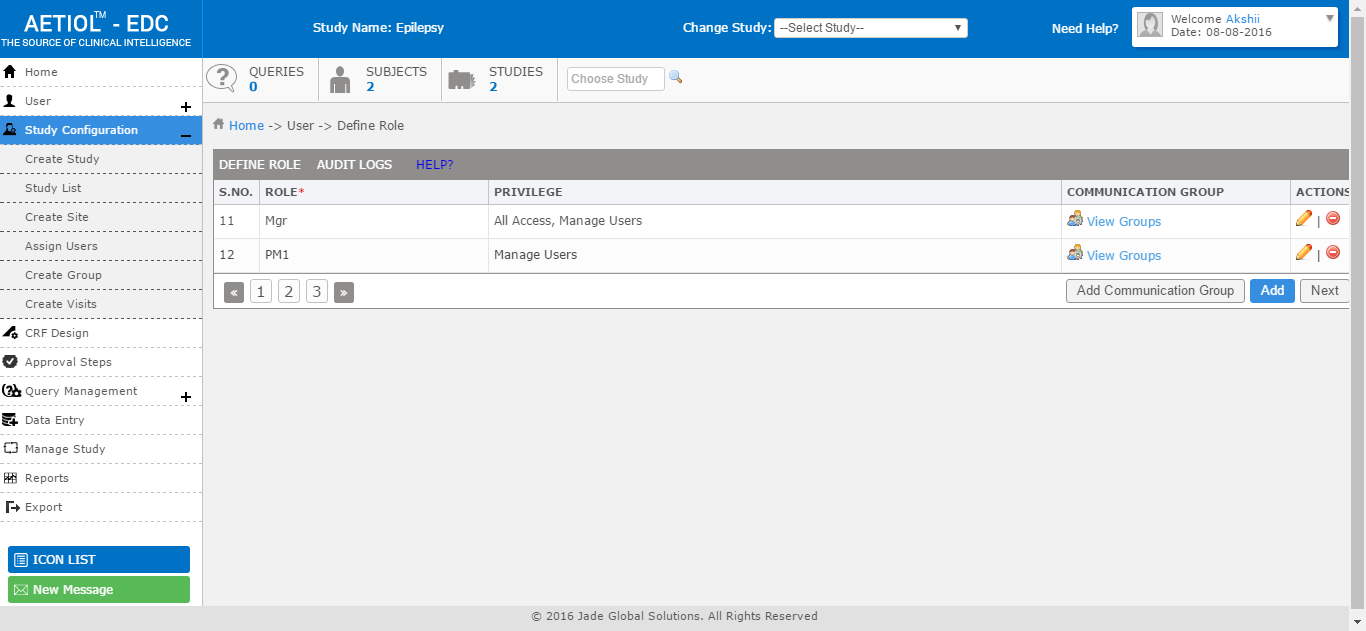 AETIOL™ - EDC
THE SOURCE OF CLINICAL INTELLIGENCE
Study Name: Epilepsy
Change Study: --Select Study--
Need Help?
Welcome Akshii
Date: 08-08-2016
Home
User
Study Configuration
Create Study
Study List
Create Site
Assign Users
Create Group
Create Visits
CRF Design
Approval Steps
Query Management
Data Entry
Manage Study
Reports
Export
ICON LIST
New Message
QUERIES
0
SUBJECTS
2
STUDIES
2
Choose Study
Home -> User -> Define Role
DEFINE ROLE AUDIT LOGS HELP?
S.NO. ROLE* PRIVILEGE COMMUNICATION GROUP ACTIONS
11 Mgr All Access, Manage Users View Groups |
12 PM1 Manage Users View Groups |
« 1 2 3 » Add Communication Group Add Next
© 2016 Jade Global Solutions. All Rights Reserved